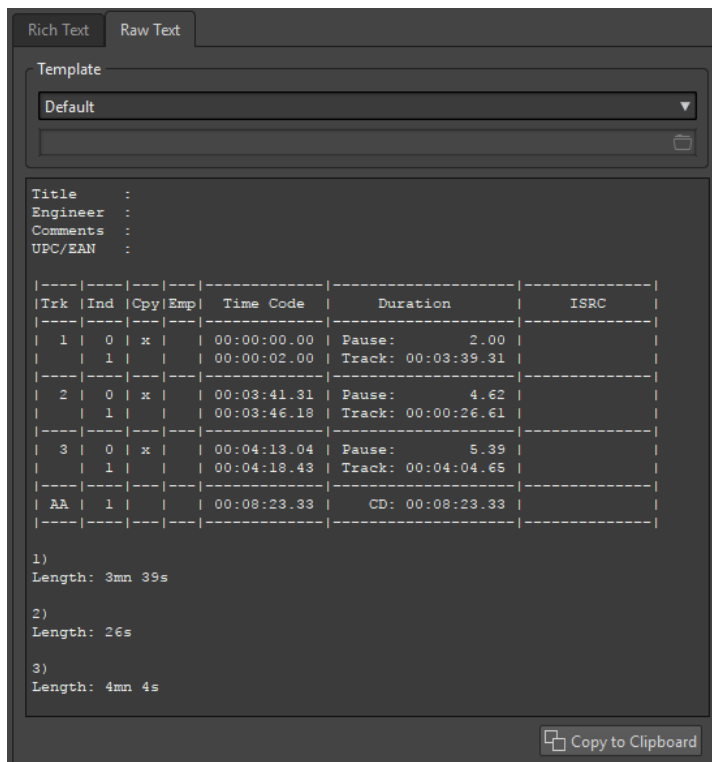 Rich Text  Raw Text
Template
Default
Title     :
Engineer  :
Comments  :
UPC/EAN   :
|----|----|---|---|-------------|--------------------|--------------|
|Trk |Ind |Cpy|Emp|  Time Code  |     Duration       |     ISRC     |
|----|----|---|---|-------------|--------------------|--------------|
|  1 |  0 | x |   | 00:00:00.00 | Pause:        2.00 |              |
|    |  1 |   |   | 00:00:02.00 | Track: 00:03:39.31 |              |
|----|----|---|---|-------------|--------------------|--------------|
|  2 |  0 | x |   | 00:03:41.31 | Pause:        4.62 |              |
|    |  1 |   |   | 00:03:46.18 | Track: 00:00:26.61 |              |
|----|----|---|---|-------------|--------------------|--------------|
|  3 |  0 | x |   | 00:04:13.04 | Pause:        5.39 |              |
|    |  1 |   |   | 00:04:18.43 | Track: 00:04:04.65 |              |
|----|----|---|---|-------------|--------------------|--------------|
| AA |  1 |   |   | 00:08:23.33 |    CD: 00:08:23.33 |              |
|----|----|---|---|-------------|--------------------|--------------|
1)
Length: 3mn 39s
2)
Length: 26s
3)
Length: 4mn 4s
Copy to Clipboard